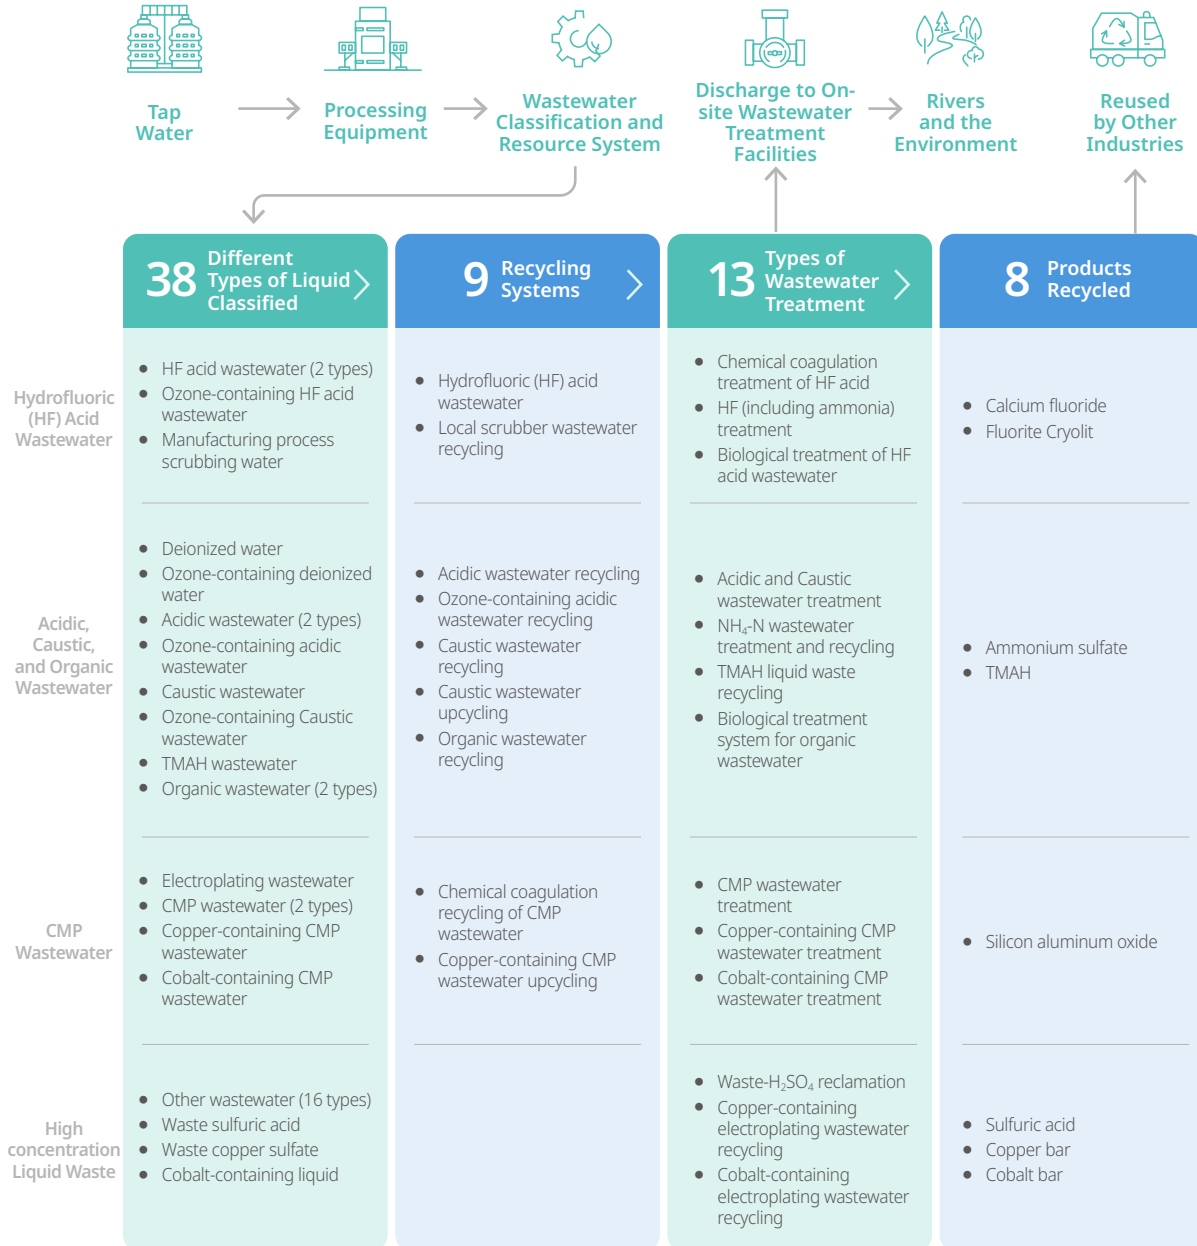 Tap
Water
Processing
Equipment
Wastewater
Classification and
Resource System
Discharge to On-
site Wastewater
Treatment
Facilities
Rivers
and the
Environment
Reused
by Other
Industries
38 Different
Types of Liquid
Classified
9 Recycling
Systems
13 Types of
Wastewater
Treatment
8 Products
Recycled
Hydrofluoric
(HF) Acid
Wastewater
• HF acid wastewater (2 types)
• Ozone-containing HF acid
wastewater
• Manufacturing process
scrubbing water
• Hydrofluoric (HF) acid
wastewater
• Local scrubber wastewater
recycling
• Chemical coagulation
treatment of HF acid
• HF (including ammonia)
treatment
• Biological treatment of HF
acid wastewater
• Calcium fluoride
• Fluorite Cryolit
Acidic,
Caustic,
and Organic
Wastewater
• Deionized water
• Ozone-containing deionized
water
• Acidic wastewater (2 types)
• Ozone-containing acidic
wastewater
• Caustic wastewater
• Ozone-containing Caustic
wastewater
• TMAH wastewater
• Organic wastewater (2 types)
• Acidic wastewater recycling
• Ozone-containing acidic
wastewater recycling
• Caustic wastewater
recycling
• Caustic wastewater
upcycling
• Organic wastewater
recycling
• Acidic and Caustic
wastewater treatment
• NH₄-N wastewater
treatment and recycling
• TMAH liquid waste
recycling
• Biological treatment
system for organic
wastewater
• Ammonium sulfate
• TMAH
CMP
Wastewater
• Electroplating wastewater
• CMP wastewater (2 types)
• Copper-containing CMP
wastewater
• Cobalt-containing CMP
wastewater
• Chemical coagulation
recycling of CMP
wastewater
• Copper-containing CMP
wastewater upcycling
• CMP wastewater
treatment
• Copper-containing CMP
wastewater treatment
• Cobalt-containing CMP
wastewater treatment
• Silicon aluminum oxide
High
concentration
Liquid Waste
• Other wastewater (16 types)
• Waste sulfuric acid
• Waste copper sulfate
• Cobalt-containing liquid
• Waste-H₂SO₄ reclamation
• Copper-containing
electroplating wastewater
recycling
• Cobalt-containing
electroplating wastewater
recycling
• Sulfuric acid
• Copper bar
• Cobalt bar